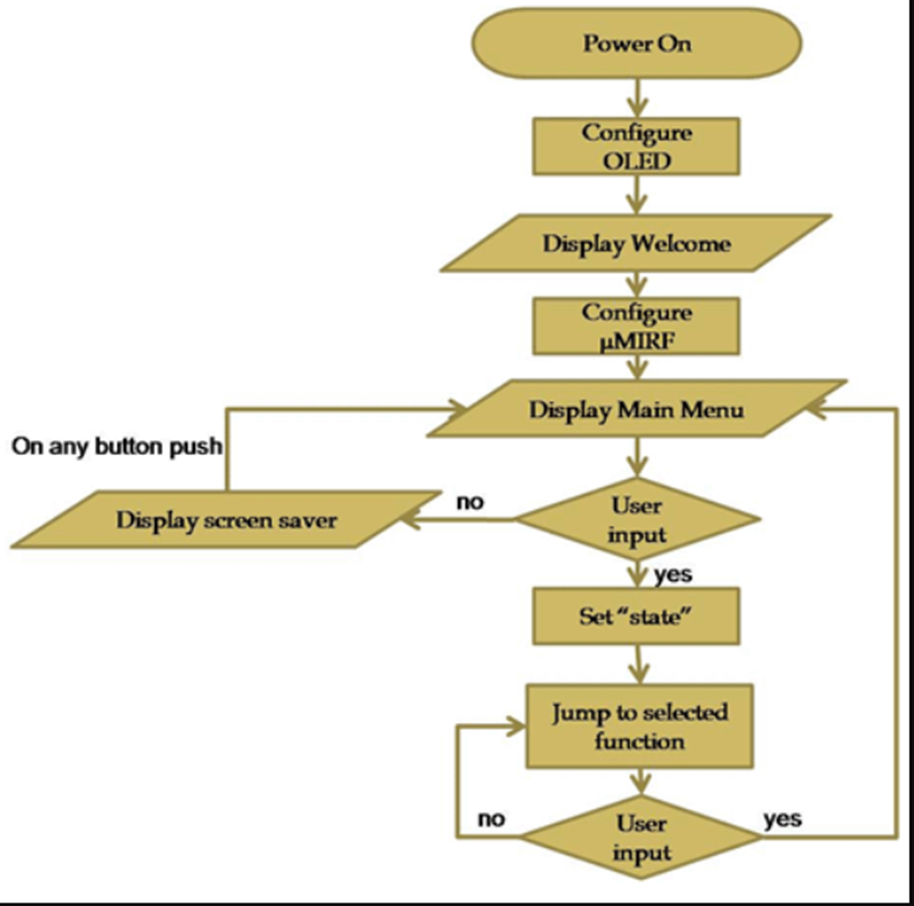 Power On
Configure
OLED
Display Welcome
Configure
µMIRF
Display Main Menu
On any button push
Display screen saver
no
User
input
yes
Set “state”
Jump to selected
function
no
User
input
yes